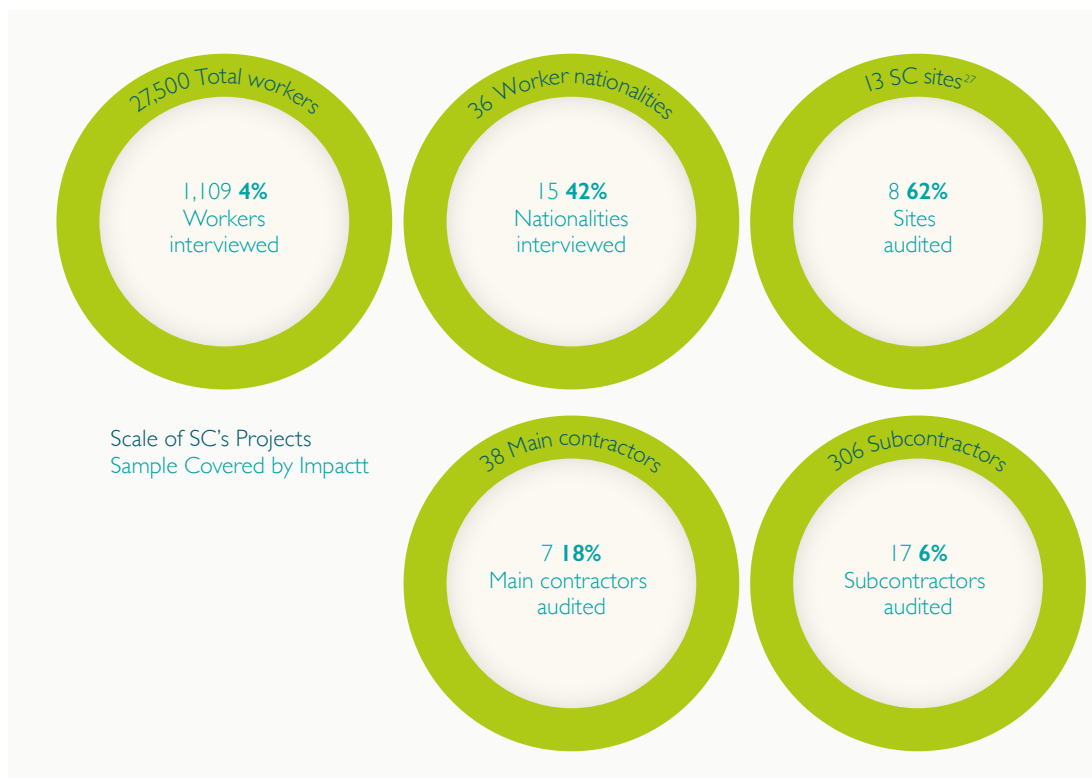 27,500 Total workers
1,109 4%
Workers
interviewed
36 Worker nationalities
15 42%
Nationalities
interviewed
13 SC sites27
8 62%
Sites
audited
Scale of SC's Projects
Sample Covered by Impactt
38 Main contractors
7 18%
Main contractors
audited
306 Subcontractors
17 6%
Subcontractors
audited